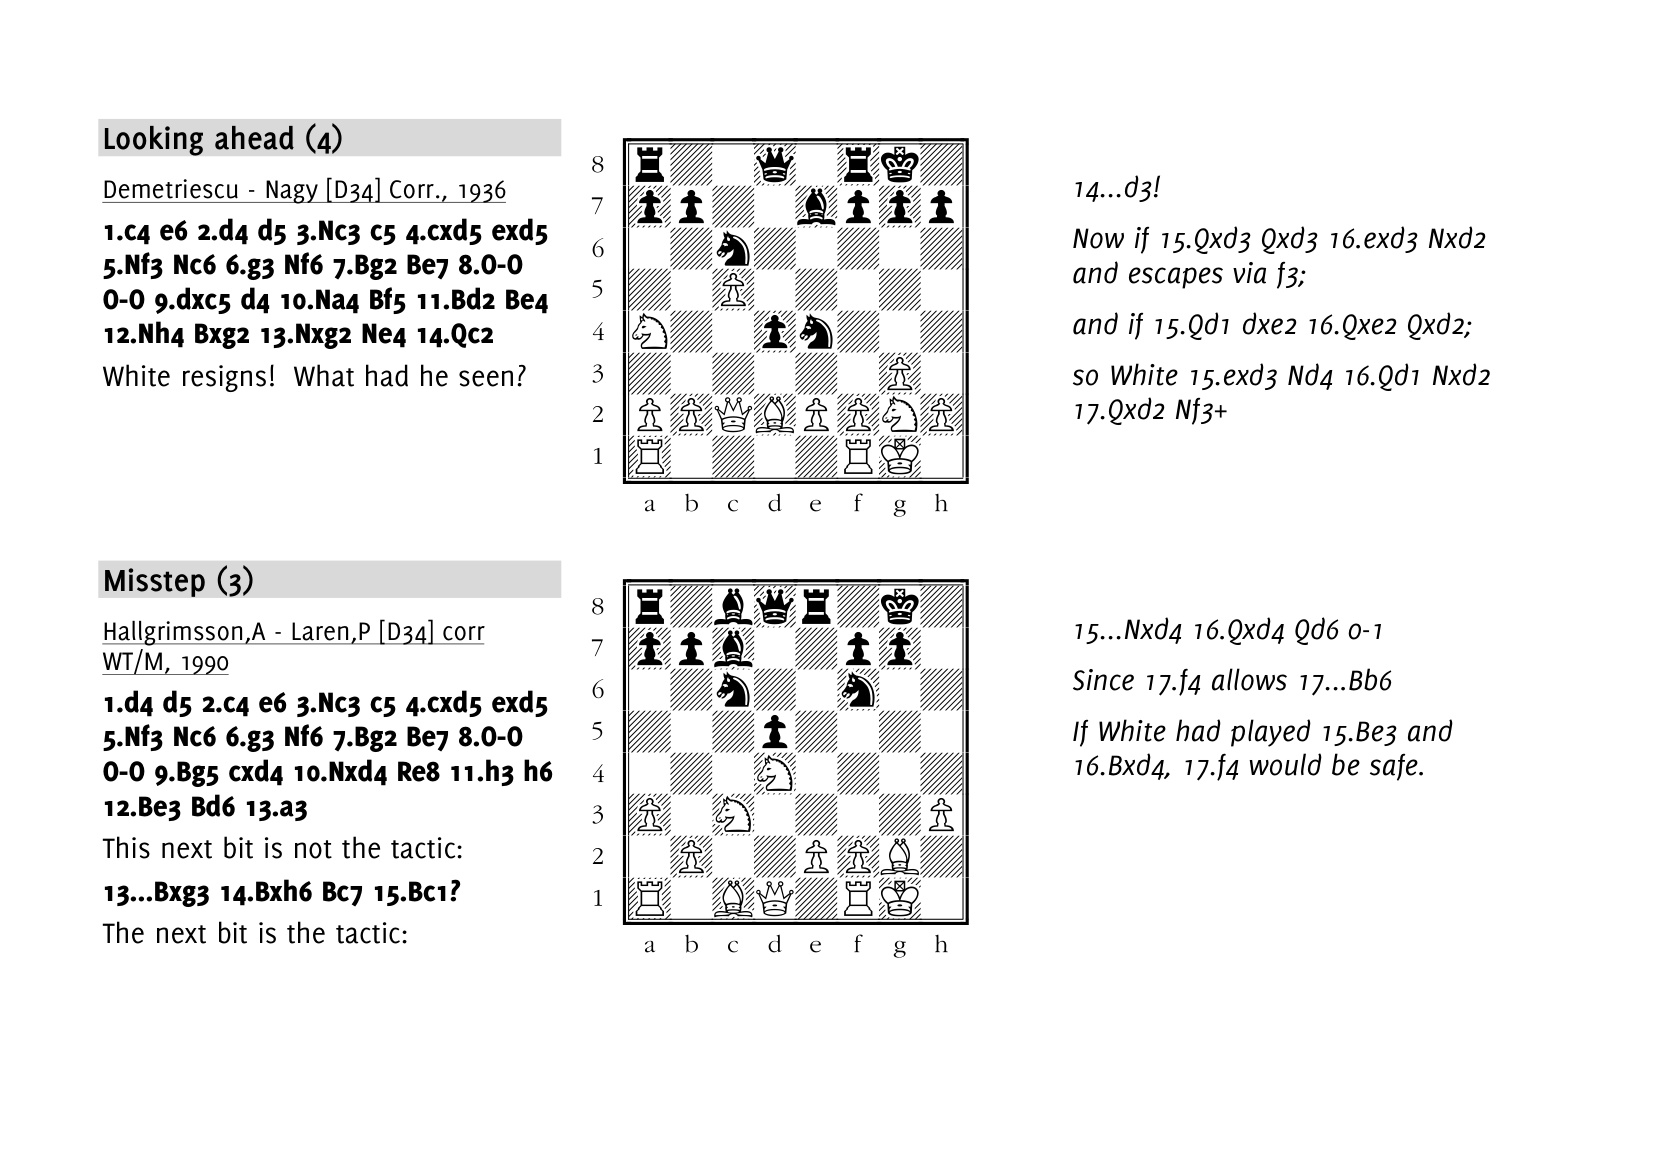 Looking ahead (4)
Demetriescu - Nagy [D34] Corr., 1936
1.c4 e6 2.d4 d5 3.Nc3 c5 4.cxd5 exd5
5.Nf3 Nc6 6.g3 Nf6 7.Bg2 Be7 8.0-0
0-0 9.dxc5 d4 10.Na4 Bf5 11.Bd2 Be4
12.Nh4 Bxg2 13.Nxg2 Ne4 14.Qc2
White resigns!  What had he seen?
8
7
6
5
4
3
2
1
a b c d e f g h
14...d3!
Now if 15.Qxd3 Qxd3 16.exd3 Nxd2
and escapes via f3;
and if 15.Qd1 dxe2 16.Qxe2 Qxd2;
so White 15.exd3 Nd4 16.Qd1 Nxd2
17.Qxd2 Nf3+
Misstep (3)
Hallgrimsson,A - Laren,P [D34] corr
WT/M, 1990
1.d4 d5 2.c4 e6 3.Nc3 c5 4.cxd5 exd5
5.Nf3 Nc6 6.g3 Nf6 7.Bg2 Be7 8.0-0
0-0 9.Bg5 cxd4 10.Nxd4 Re8 11.h3 h6
12.Be3 Bd6 13.a3
This next bit is not the tactic:
13...Bxg3 14.Bxh6 Bc7 15.Bc1?
The next bit is the tactic:
8
7
6
5
4
3
2
1
a b c d e f g h
15...Nxd4 16.Qxd4 Qd6 0-1
Since 17.f4 allows 17...Bb6
If White had played 15.Be3 and
16.Bxd4, 17.f4 would be safe.